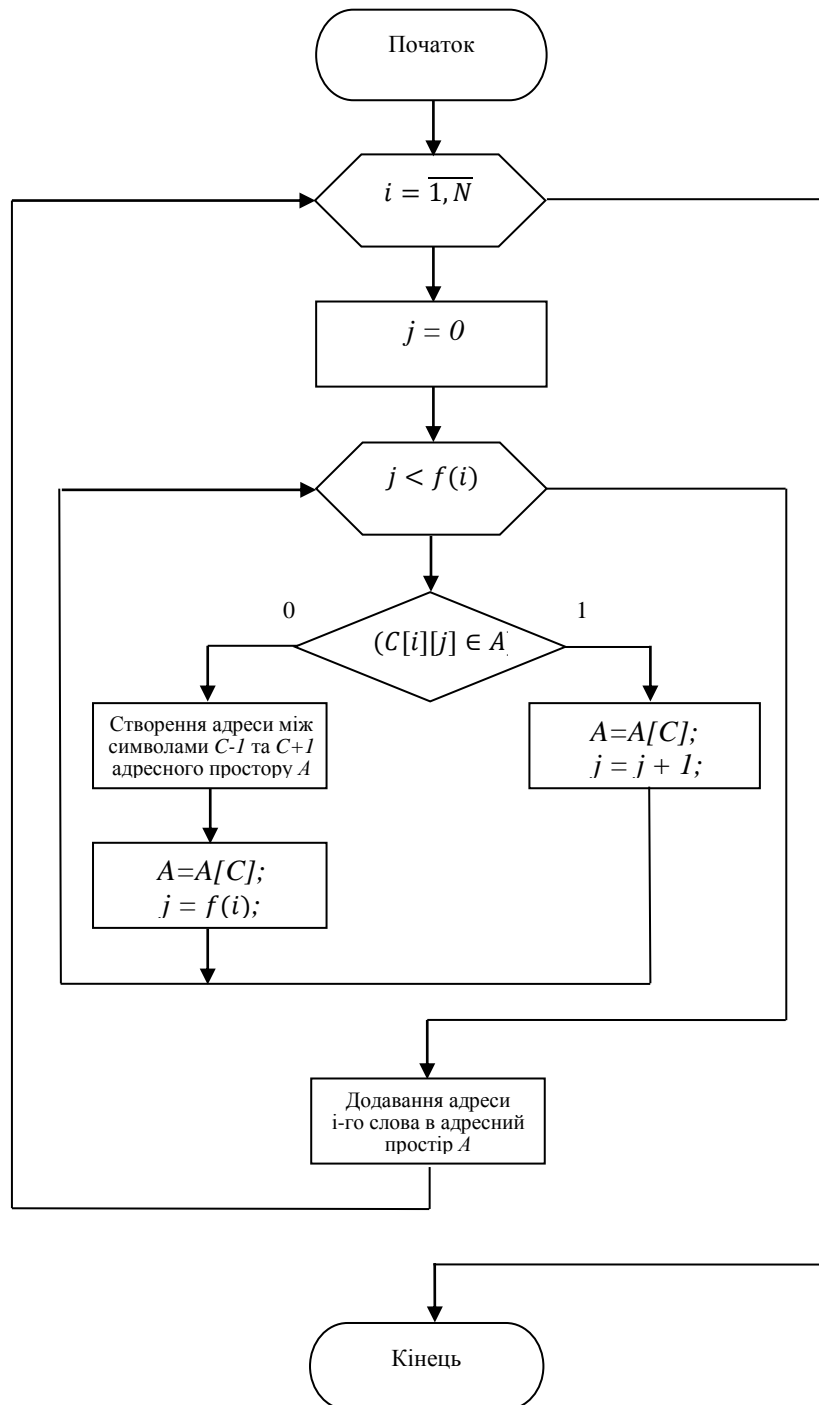 Початок
i = \overline{1, N}
j = 0
j < f(i)
0
1
(C[i][j] ∈ A)
Створення адреси між
символами C-1 та C+1
адресного простору A
A=A[C];
j = j + 1;
A=A[C];
j = f(i);
Додавання адреси
і-го слова в адресний
простір A
Кінець